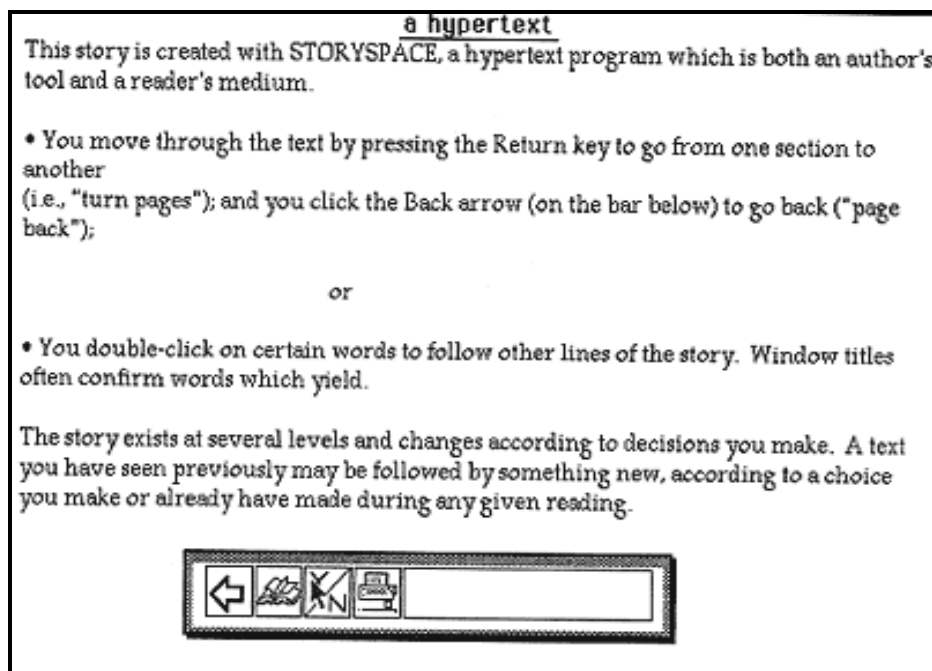 a hypertext
This story is created with STORYSPACE, a hypertext program which is both an author's
tool and a reader's medium.
• You move through the text by pressing the Return key to go from one section to
another
(i.e., "turn pages"); and you click the Back arrow (on the bar below) to go back ("page
back");
or
• You double-click on certain words to follow other lines of the story. Window titles
often confirm words which yield.
The story exists at several levels and changes according to decisions you make. A text
you have seen previously may be followed by something new, according to a choice
you make or already have made during any given reading.
Y N